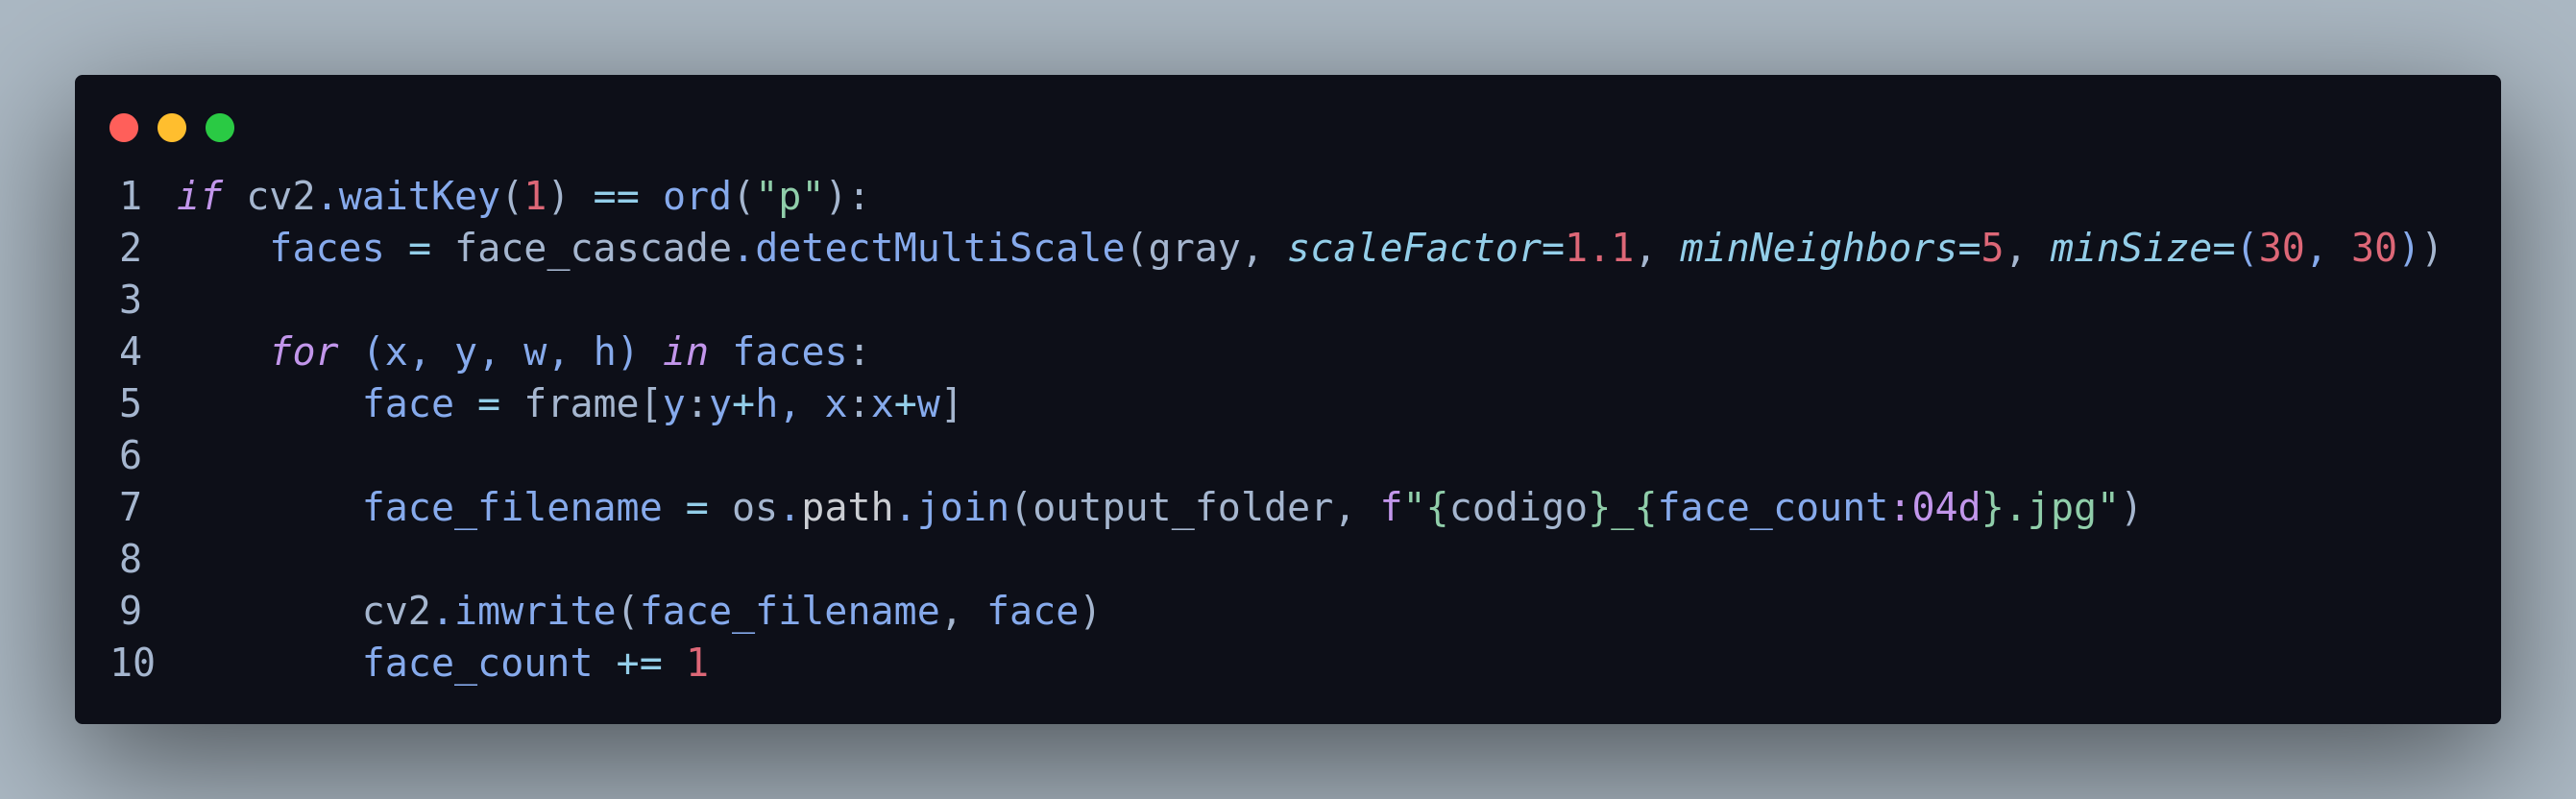 1 if cv2.waitKey(1) == ord("p"):
2     faces = face_cascade.detectMultiScale(gray, scaleFactor=1.1, minNeighbors=5, minSize=(30, 30))
3
4     for (x, y, w, h) in faces:
5         face = frame[y:y+h, x:x+w]
6
7         face_filename = os.path.join(output_folder, f"{codigo}_{face_count:04d}.jpg")
8
9         cv2.imwrite(face_filename, face)
10         face_count += 1